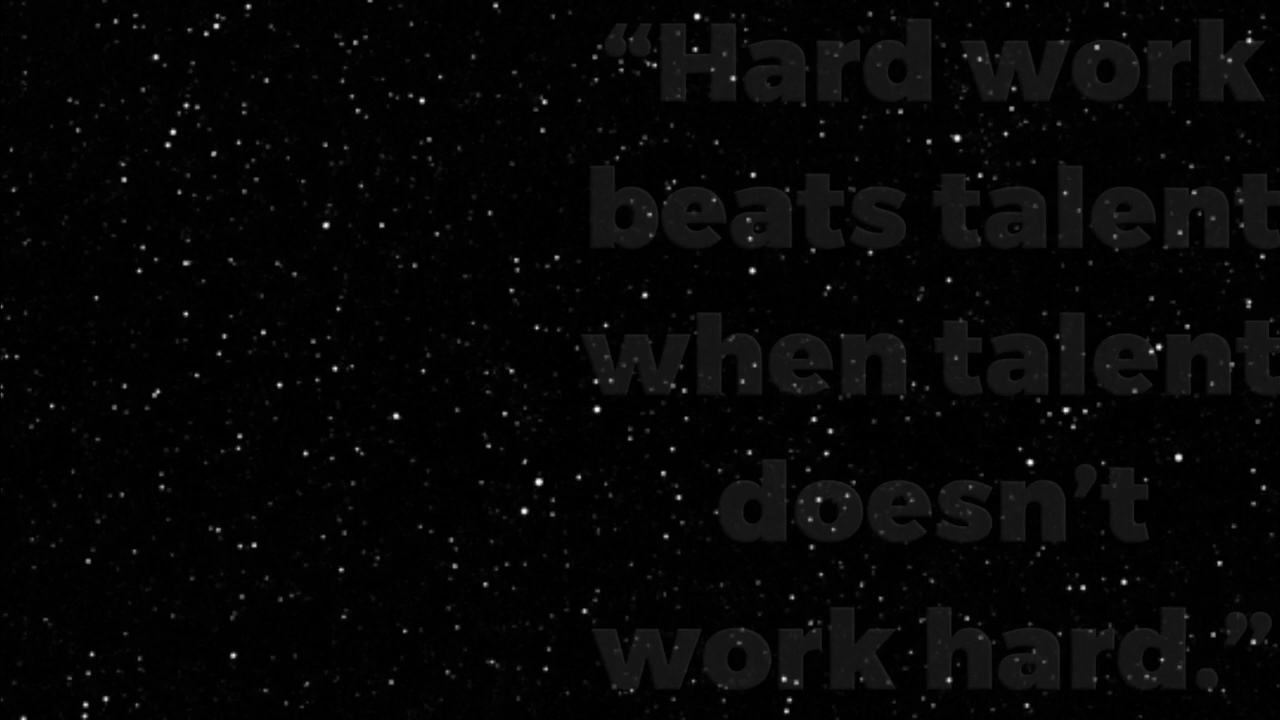 “Hard work
beats talent
when talent
doesn’t
work hard.”